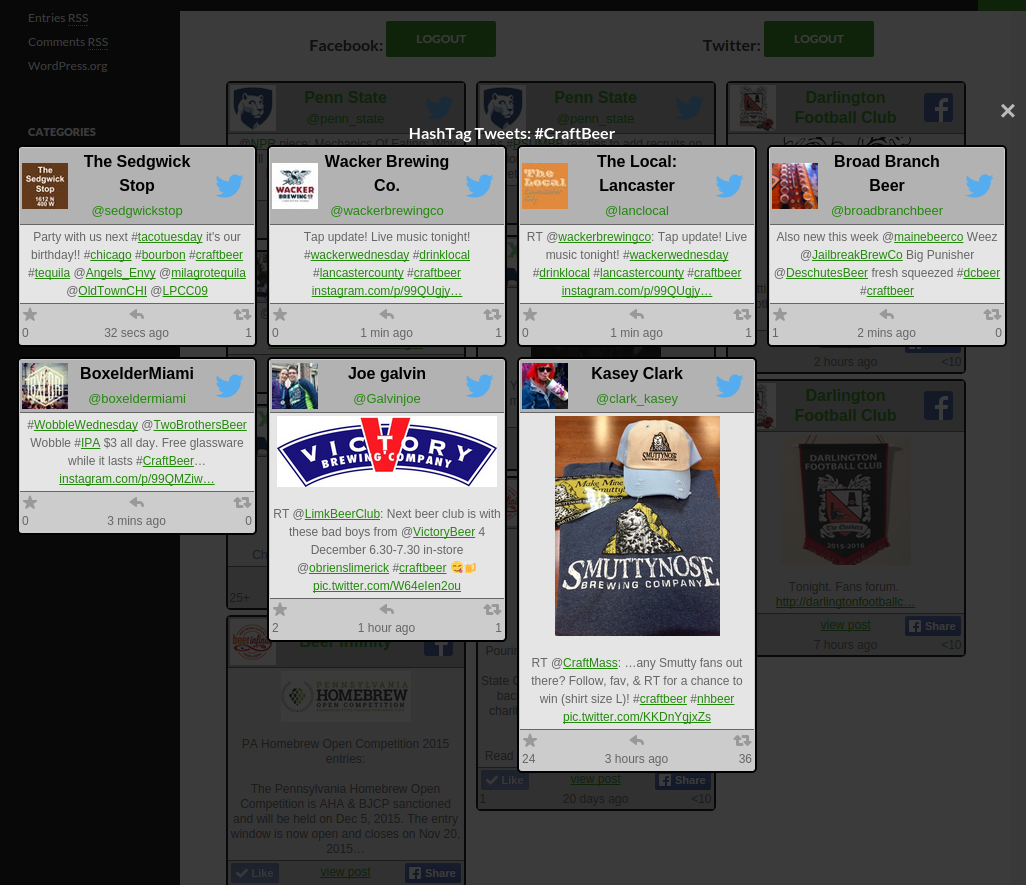 Entries RSS
Comments RSS
WordPress.org
CATEGORIES
Facebook: LOGOUT
Twitter: LOGOUT
Penn State
@penn_state
Penn State
@penn_state
Darlington
Football Club
×
HashTag Tweets: #CraftBeer
The Sedgwick
Stop
@sedgwickstop
Party with us next #tacotuesday it's our
birthday!! #chicago #bourbon #craftbeer
#tequila @Angels_Envy @milagrotequila
@OldTownCHI @LPCC09
0 32 secs ago 1
Wacker Brewing
Co.
@wackerbrewingco
Tap update! Live music tonight!
#wackerwednesday #drinklocal
#lancastercounty #craftbeer
instagram.com/p/99QUgjy…
0 1 min ago 1
The Local:
Lancaster
@lanclocal
RT @wackerbrewingco: Tap update! Live
music tonight! #wackerwednesday
#drinklocal #lancastercounty #craftbeer
instagram.com/p/99QUgjy…
0 1 min ago 1
Broad Branch
Beer
@broadbranchbeer
Also new this week @mainebeerco Weez
@JailbreakBrewCo Big Punisher
@DeschutesBeer fresh squeezed #dcbeer
#craftbeer
1 2 mins ago 0
2 hours ago <10
BoxelderMiami
@boxeldermiami
#WobbleWednesday @TwoBrothersBeer
Wobble #IPA $3 all day. Free glassware
while it lasts #CraftBeer…
instagram.com/p/99QMZiw…
0 3 mins ago 0
Joe galvin
@Galvinjoe
VICTORY
BREWING COMPANY
RT @LimkBeerClub: Next beer club is with
these bad boys from @VictoryBeer 4
December 6.30-7.30 in-store
@obrienslimerick #craftbeer 🥰🍻
pic.twitter.com/W64eIen2ou
2 1 hour ago 1
Kasey Clark
@clark_kasey
SMUTTYNOSE
BREWING COMPANY
RT @CraftMass: …any Smutty fans out
there? Follow, fav, & RT for a chance to
win (shirt size L)! #craftbeer #nhbeer
pic.twitter.com/KKDnYgjxZs
24 3 hours ago 36
Darlington
Football Club
DARLINGTON
FOOTBALL CLUB
The Quakers
2015-2016
Tonight. Fans forum.
http://darlingtonfootballc…
view post Share
7 hours ago <10
25+
Beer Infinity
PENNSYLVANIA
HOMEBREW
OPEN COMPETITION
PA Homebrew Open Competition 2015
entries:
The Pennsylvania Homebrew Open
Competition is AHA & BJCP sanctioned
and will be held on Dec 5, 2015. The entry
window is now open and closes on Nov 20,
2015…
Like view post Share
Read
Like view post Share
1 20 days ago <10